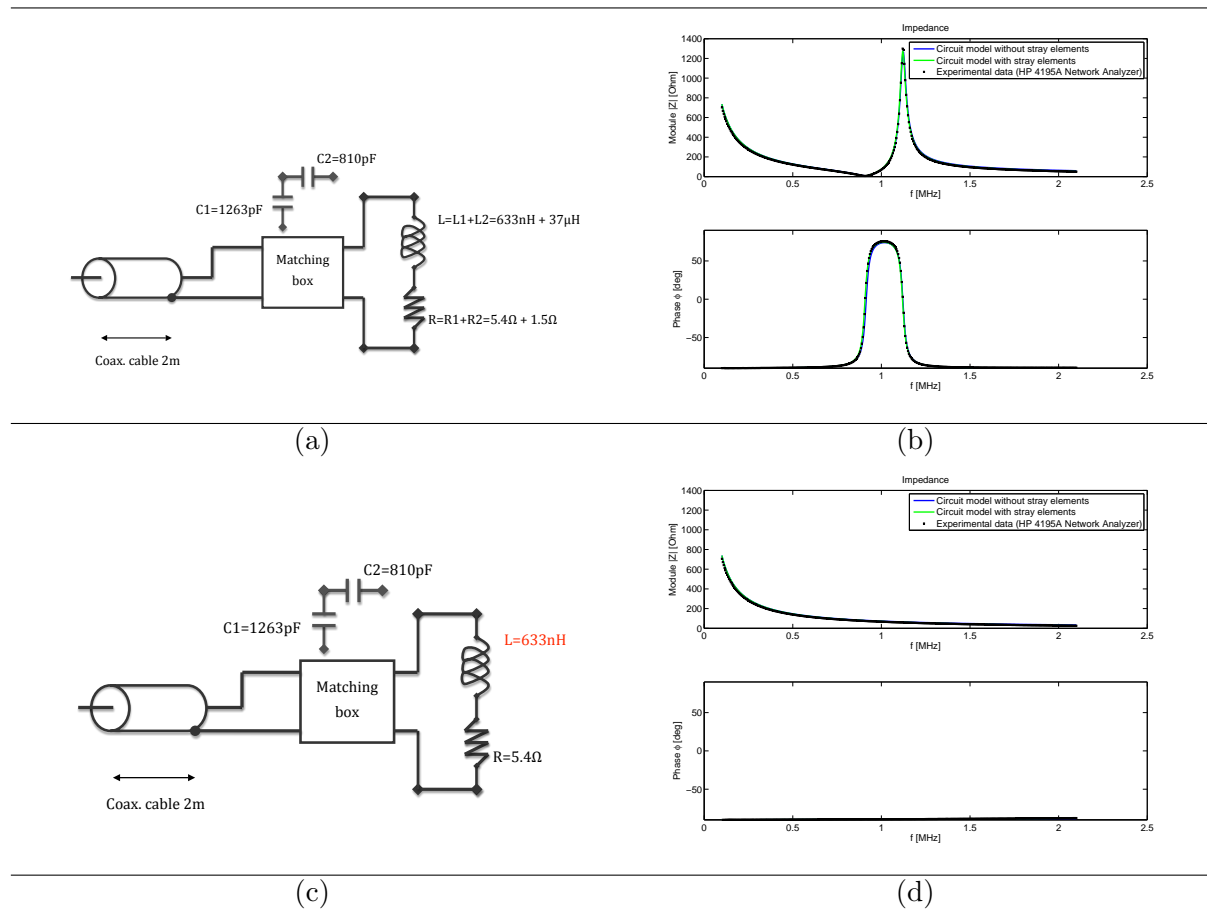 C2=810pF
C1=1263pF
L=L1+L2=633nH + 37μH
Matching
box
R=R1+R2=5.4Ω + 1.5Ω
Coax. cable 2m
(a)
Impedance
Circuit model without stray elements
Circuit model with stray elements
Experimental data (HP 4195A Network Analyzer)
Module |Z| [Ohm]
1400
1200
1000
800
600
400
200
0
0 0.5 1 1.5 2 2.5
f [MHz]
Phase ϕ [deg]
50
0
−50
0 0.5 1 1.5 2 2.5
f [MHz]
(b)
C2=810pF
C1=1263pF
L=633nH
Matching
box
R=5.4Ω
Coax. cable 2m
(c)
Impedance
Circuit model without stray elements
Circuit model with stray elements
Experimental data (HP 4195A Network Analyzer)
Module |Z| [Ohm]
1400
1200
1000
800
600
400
200
0
0 0.5 1 1.5 2 2.5
f [MHz]
Phase ϕ [deg]
50
0
−50
0 0.5 1 1.5 2 2.5
f [MHz]
(d)